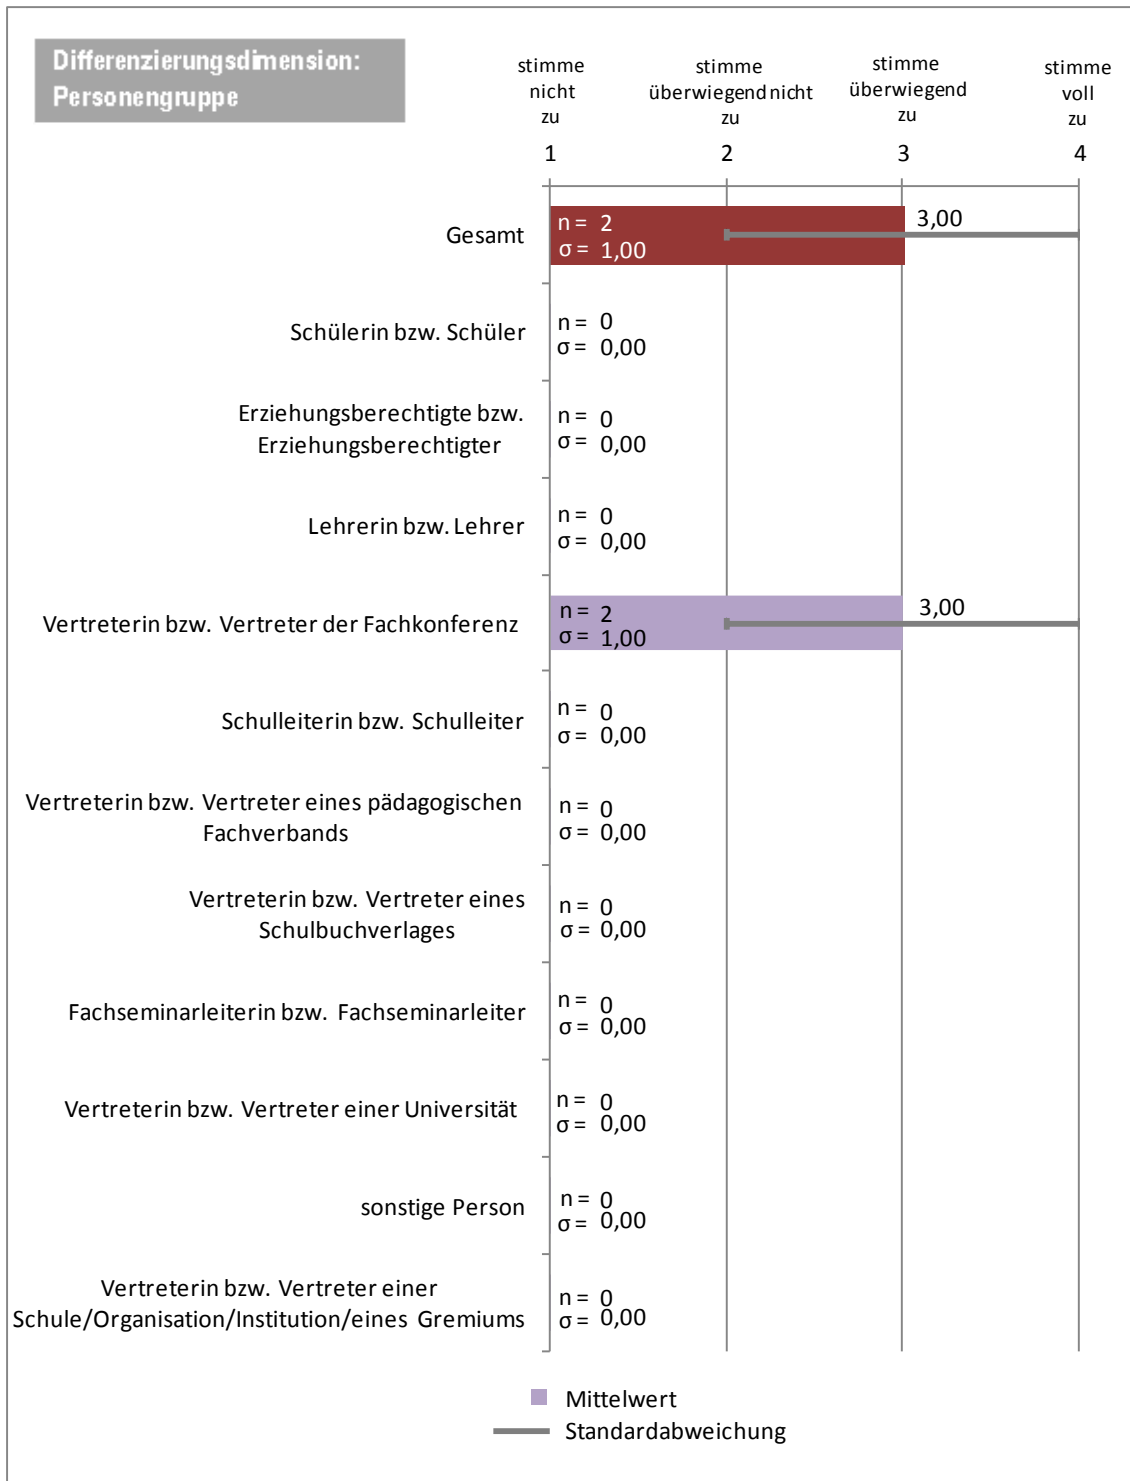 Differenzierungsdimension:
Personengruppe
stimme
nicht
zu
stimme
überwiegend nicht
zu
stimme
überwiegend
zu
stimme
voll
zu
1
2
3
4
Gesamt
n = 2
σ = 1,00
3,00
Schülerin bzw. Schüler
n = 0
σ = 0,00
Erziehungsberechtigte bzw.
Erziehungsberechtigter
n = 0
σ = 0,00
Lehrerin bzw. Lehrer
n = 0
σ = 0,00
Vertreterin bzw. Vertreter der Fachkonferenz
n = 2
σ = 1,00
3,00
Schulleiterin bzw. Schulleiter
n = 0
σ = 0,00
Vertreterin bzw. Vertreter eines pädagogischen
Fachverbands
n = 0
σ = 0,00
Vertreterin bzw. Vertreter eines
Schulbuchverlages
n = 0
σ = 0,00
Fachseminarleiterin bzw. Fachseminarleiter
n = 0
σ = 0,00
Vertreterin bzw. Vertreter einer Universität
n = 0
σ = 0,00
sonstige Person
n = 0
σ = 0,00
Vertreterin bzw. Vertreter einer
Schule/Organisation/Institution/eines Gremiums
n = 0
σ = 0,00
Mittelwert
Standardabweichung